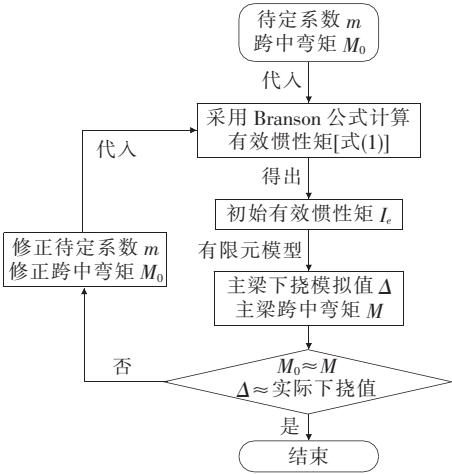 待定系数 m
跨中弯矩 M₀
代入
采用 Branson 公式计算
有效惯性矩[式(1)]
代入
得出
初始有效惯性矩 Iₑ
有限元模型
修正待定系数 m
修正跨中弯矩 M₀
主梁下挠模拟值 Δ
主梁跨中弯矩 M
M₀≈M
Δ≈实际下挠值
否
是
结束